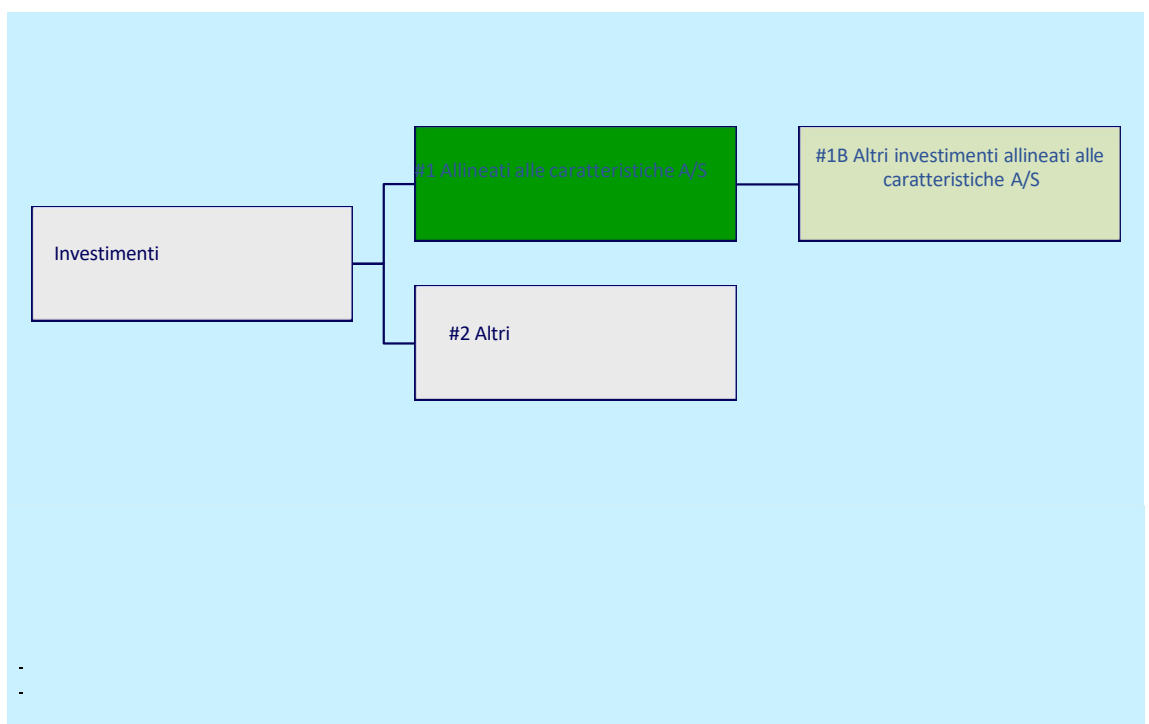 #1 Allineati alle caratteristiche A/S
#1B Altri investimenti allineati alle
caratteristiche A/S
Investimenti
#2 Altri
-
-